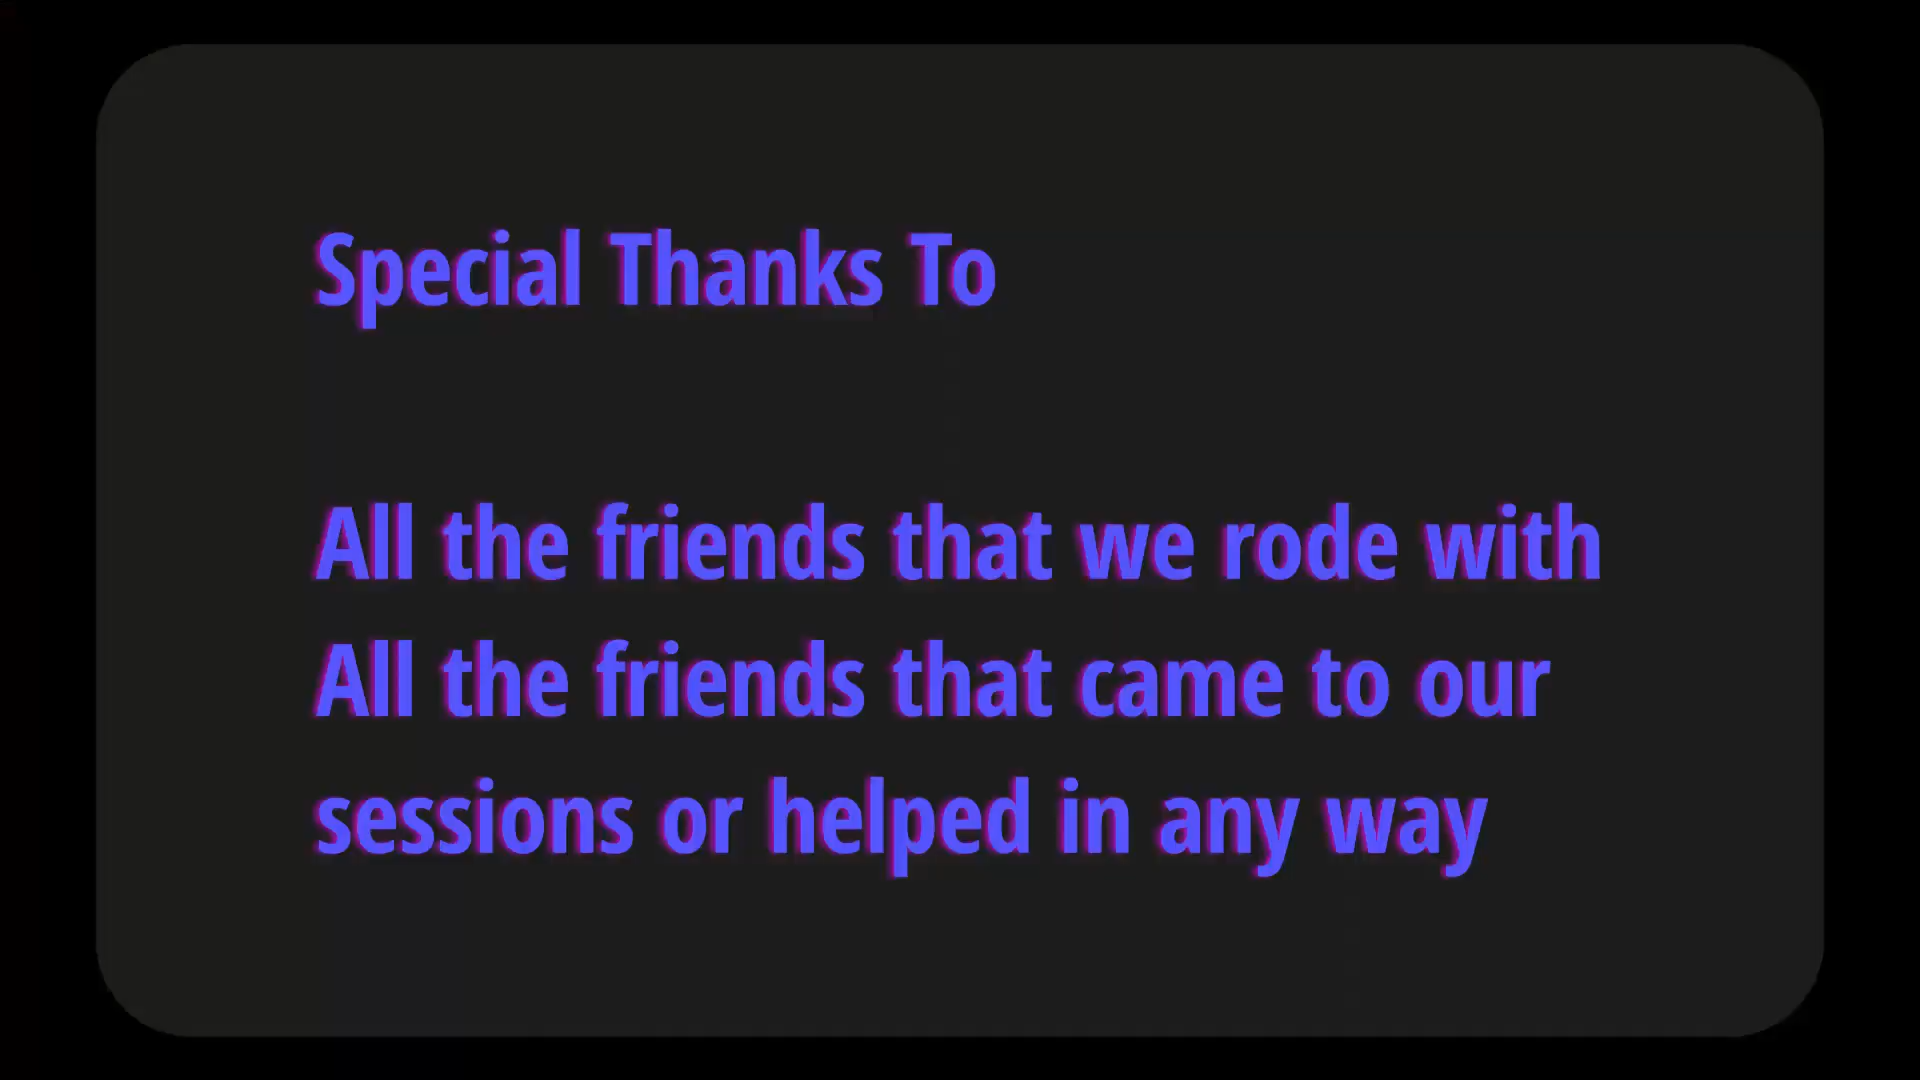 Special Thanks To
All the friends that we rode with
All the friends that came to our
sessions or helped in any way